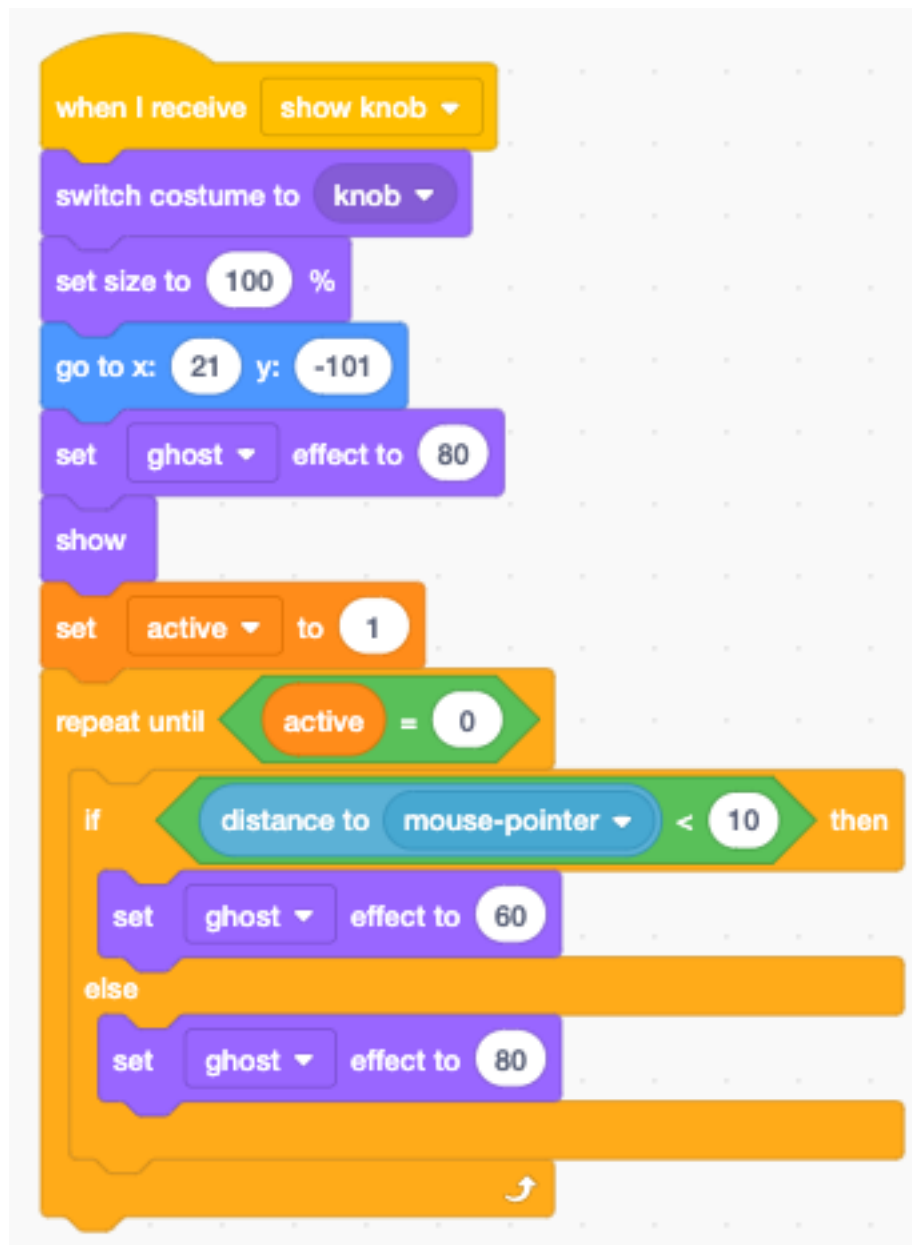 when I receive show knob
switch costume to knob
set size to 100 %
go to x: 21 y: -101
set ghost effect to 80
show
set active to 1
repeat until active = 0
if distance to mouse-pointer < 10 then
set ghost effect to 60
else
set ghost effect to 80